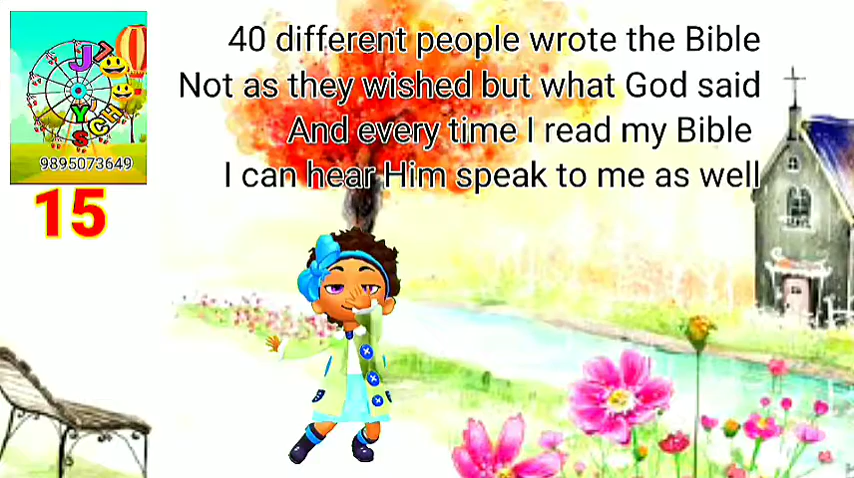 40 different people wrote the Bible
Not as they wished but what God said
And every time I read my Bible
I can hear Him speak to me as well
J
Y
S
CH
9895073649
15